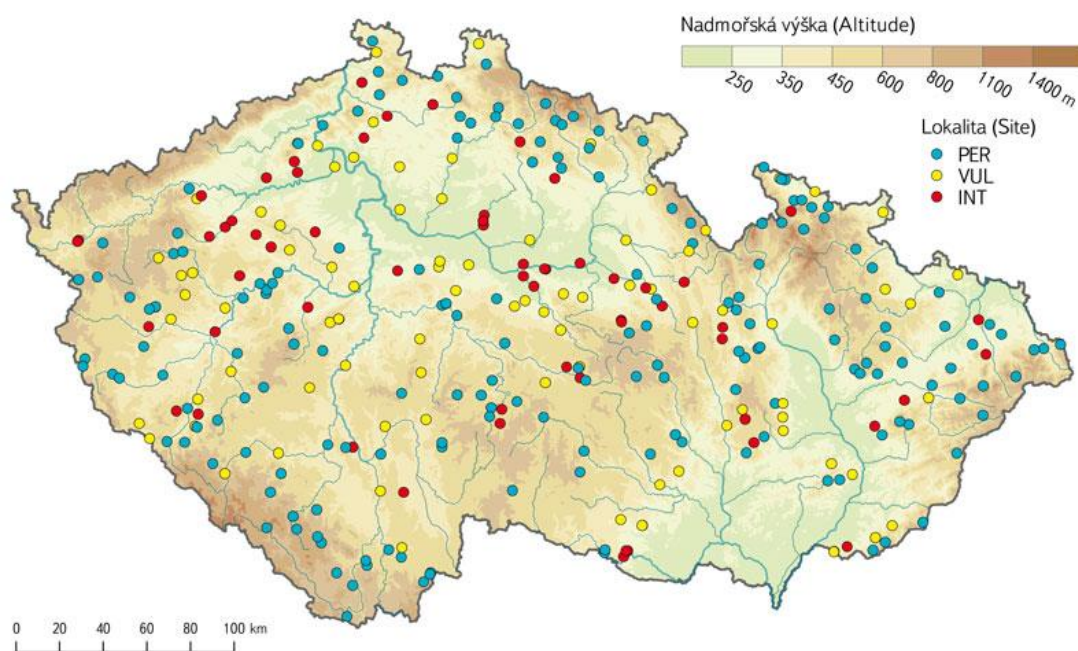 Nadmořská výška (Altitude)
250 350 450 600 800 1100 1400 m
Lokalita (Site)
PER
VUL
INT
0 20 40 60 80 100 km